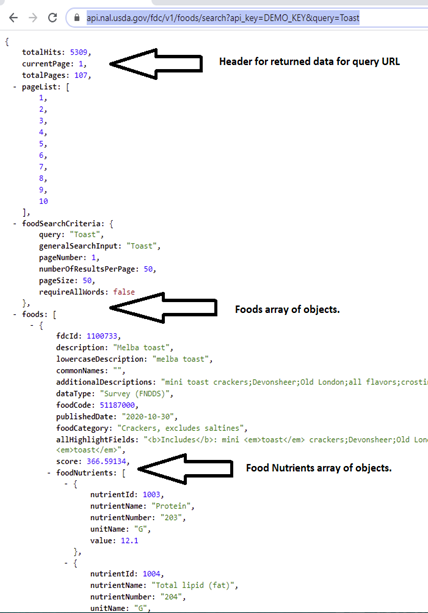 api.nal.usda.gov/fdc/v1/foods/search?api_key=DEMO_KEY&query=Toast
{
totalHits: 5309,
currentPage: 1,
totalPages: 107,
Header for returned data for query URL
- pageList: [
1,
2,
3,
4,
5,
6,
7,
8,
9,
10
],
- foodSearchCriteria: {
query: "Toast",
generalSearchInput: "Toast",
pageNumber: 1,
numberOfResultsPerPage: 50,
pageSize: 50,
requireAllWords: false
},
Foods array of objects.
- foods: [
- {
fdcId: 1100733,
description: "Melba toast",
lowercaseDescription: "melba toast",
commonNames: "",
additionalDescriptions: "mini toast crackers;Devonsheer;Old London;all flavors;crostin
dataType: "Survey (FNDDS)",
foodCode: 51187000,
publishedDate: "2020-10-30",
foodCategory: "Crackers, excludes saltines",
allHighlightFields: "<b>Includes</b>: mini <em>toast</em> crackers;Devonsheer;Old Lon
<em>toast</em>",
score: 366.59134,
Food Nutrients array of objects.
- foodNutrients: [
- {
nutrientId: 1003,
nutrientName: "Protein",
nutrientNumber: "203",
unitName: "G",
value: 12.1
},
- {
nutrientId: 1004,
nutrientName: "Total lipid (fat)",
nutrientNumber: "204",
unitName: "G",